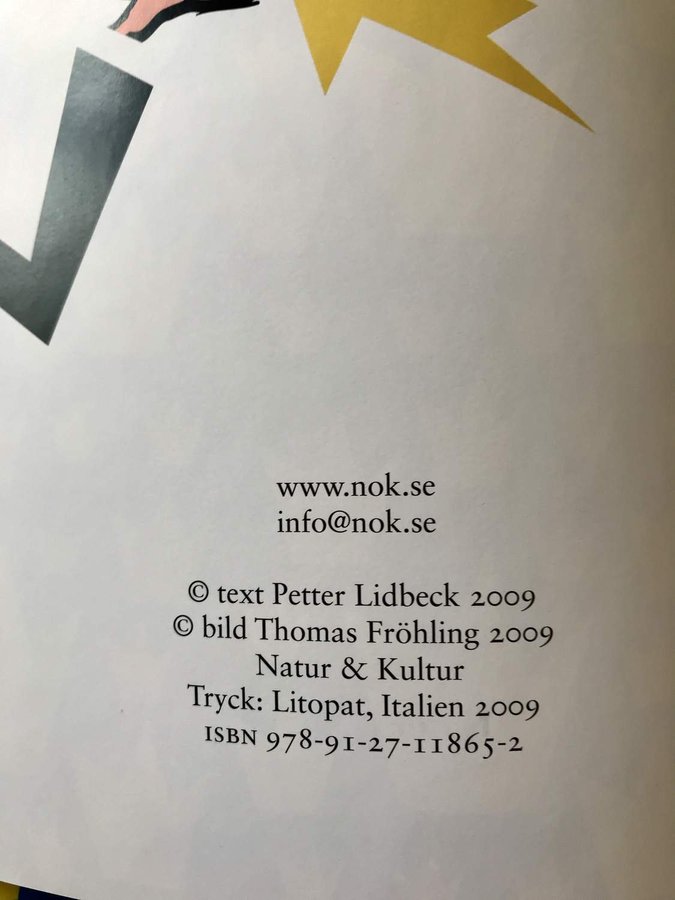 www.nok.se
info@nok.se
© text Petter Lidbeck 2009
© bild Thomas Fröhling 2009
Natur & Kultur
Tryck: Litopat, Italien 2009
ISBN 978-91-27-11865-2